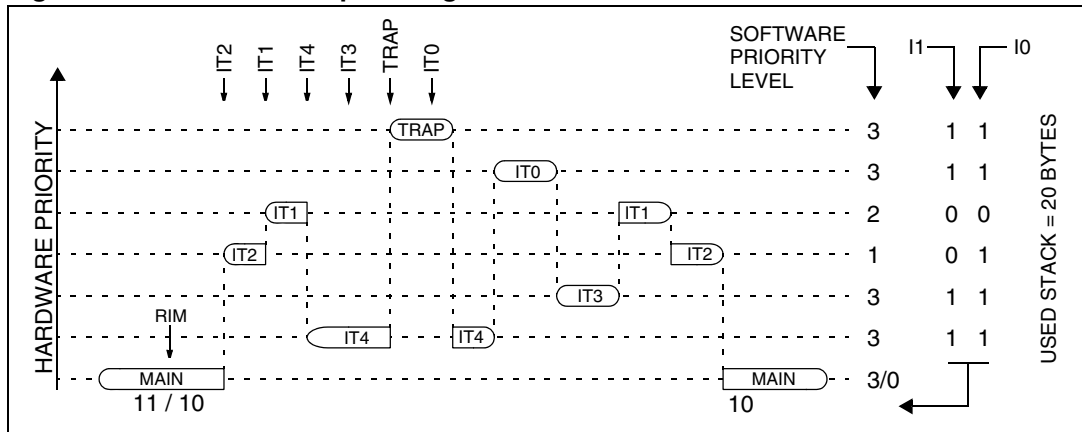 IT2
IT1
IT4
IT3
TRAP
IT0
SOFTWARE
PRIORITY
LEVEL
I1
I0
HARDWARE PRIORITY
USED STACK = 20 BYTES
TRAP
3
1 1
IT0
3
1 1
IT1
IT1
2
0 0
IT2
IT2
1
0 1
IT3
3
1 1
RIM
IT4
IT4
3
1 1
MAIN
MAIN
3/0
11 / 10
10